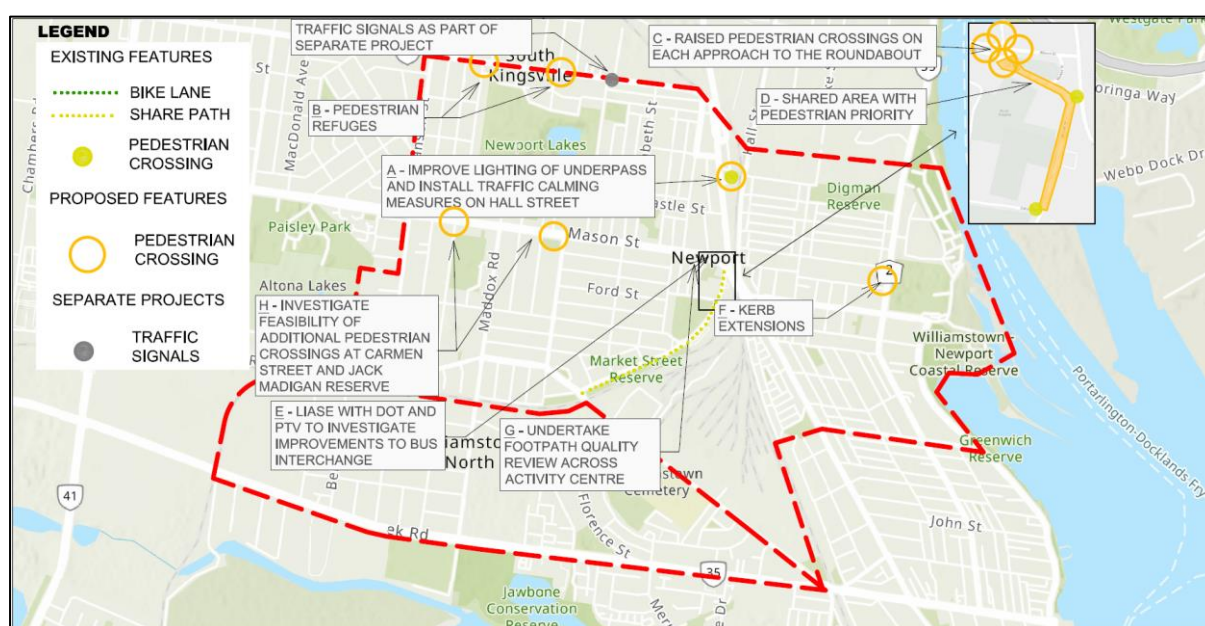 LEGEND
EXISTING FEATURES
BIKE LANE
SHARE PATH
PEDESTRIAN
CROSSING
PROPOSED FEATURES
PEDESTRIAN
CROSSING
SEPARATE PROJECTS
TRAFFIC
SIGNALS
TRAFFIC SIGNALS AS PART OF
SEPARATE PROJECT
C - RAISED PEDESTRIAN CROSSINGS ON
EACH APPROACH TO THE ROUNDABOUT
D - SHARED AREA WITH
PEDESTRIAN PRIORITY
B - PEDESTRIAN
REFUGES
A - IMPROVE LIGHTING OF UNDERPASS
AND INSTALL TRAFFIC CALMING
MEASURES ON HALL STREET
H - INVESTIGATE
FEASIBILITY OF
ADDITIONAL PEDESTRIAN
CROSSINGS AT CARMEN
STREET AND JACK
MADIGAN RESERVE
F - KERB
EXTENSIONS
E - LIASE WITH DOT AND
PTV TO INVESTIGATE
IMPROVEMENTS TO BUS
INTERCHANGE
G - UNDERTAKE
FOOTPATH QUALITY
REVIEW ACROSS
ACTIVITY CENTRE
Westgate Park
South
Kingsville
St
MacDonald Ave
Chambers Rd
Newport Lakes
Hall St
Webb Dock Dr
Digman
Reserve
Paisley Park
Mason St
Newport
2
Altona Lakes
Maddox Rd
Ford St
Market Street
Reserve
Williamstown -
Newport
Coastal Reserve
Portarlington-Docklands Fry
North
Greenwich
Reserve
Cemetery
41
Florence St
John St
35
Jawbone
Conservation
Reserve